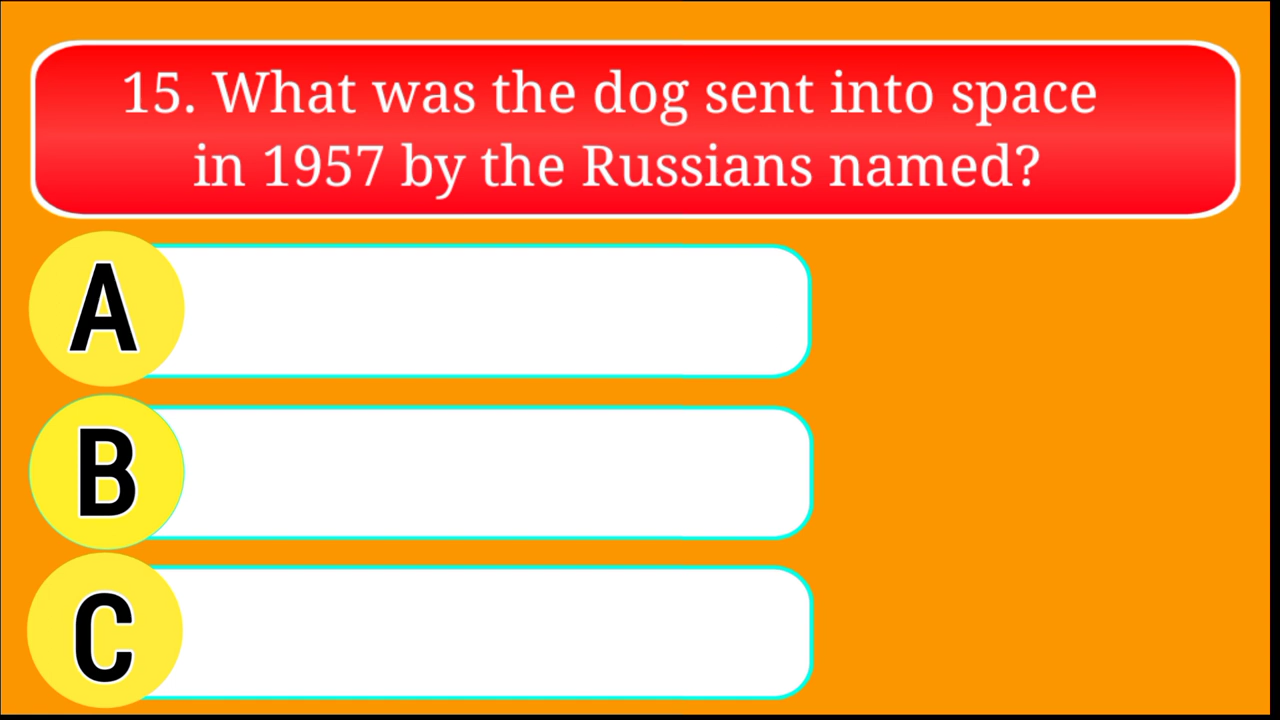 15. What was the dog sent into space
in 1957 by the Russians named?
A
B
C